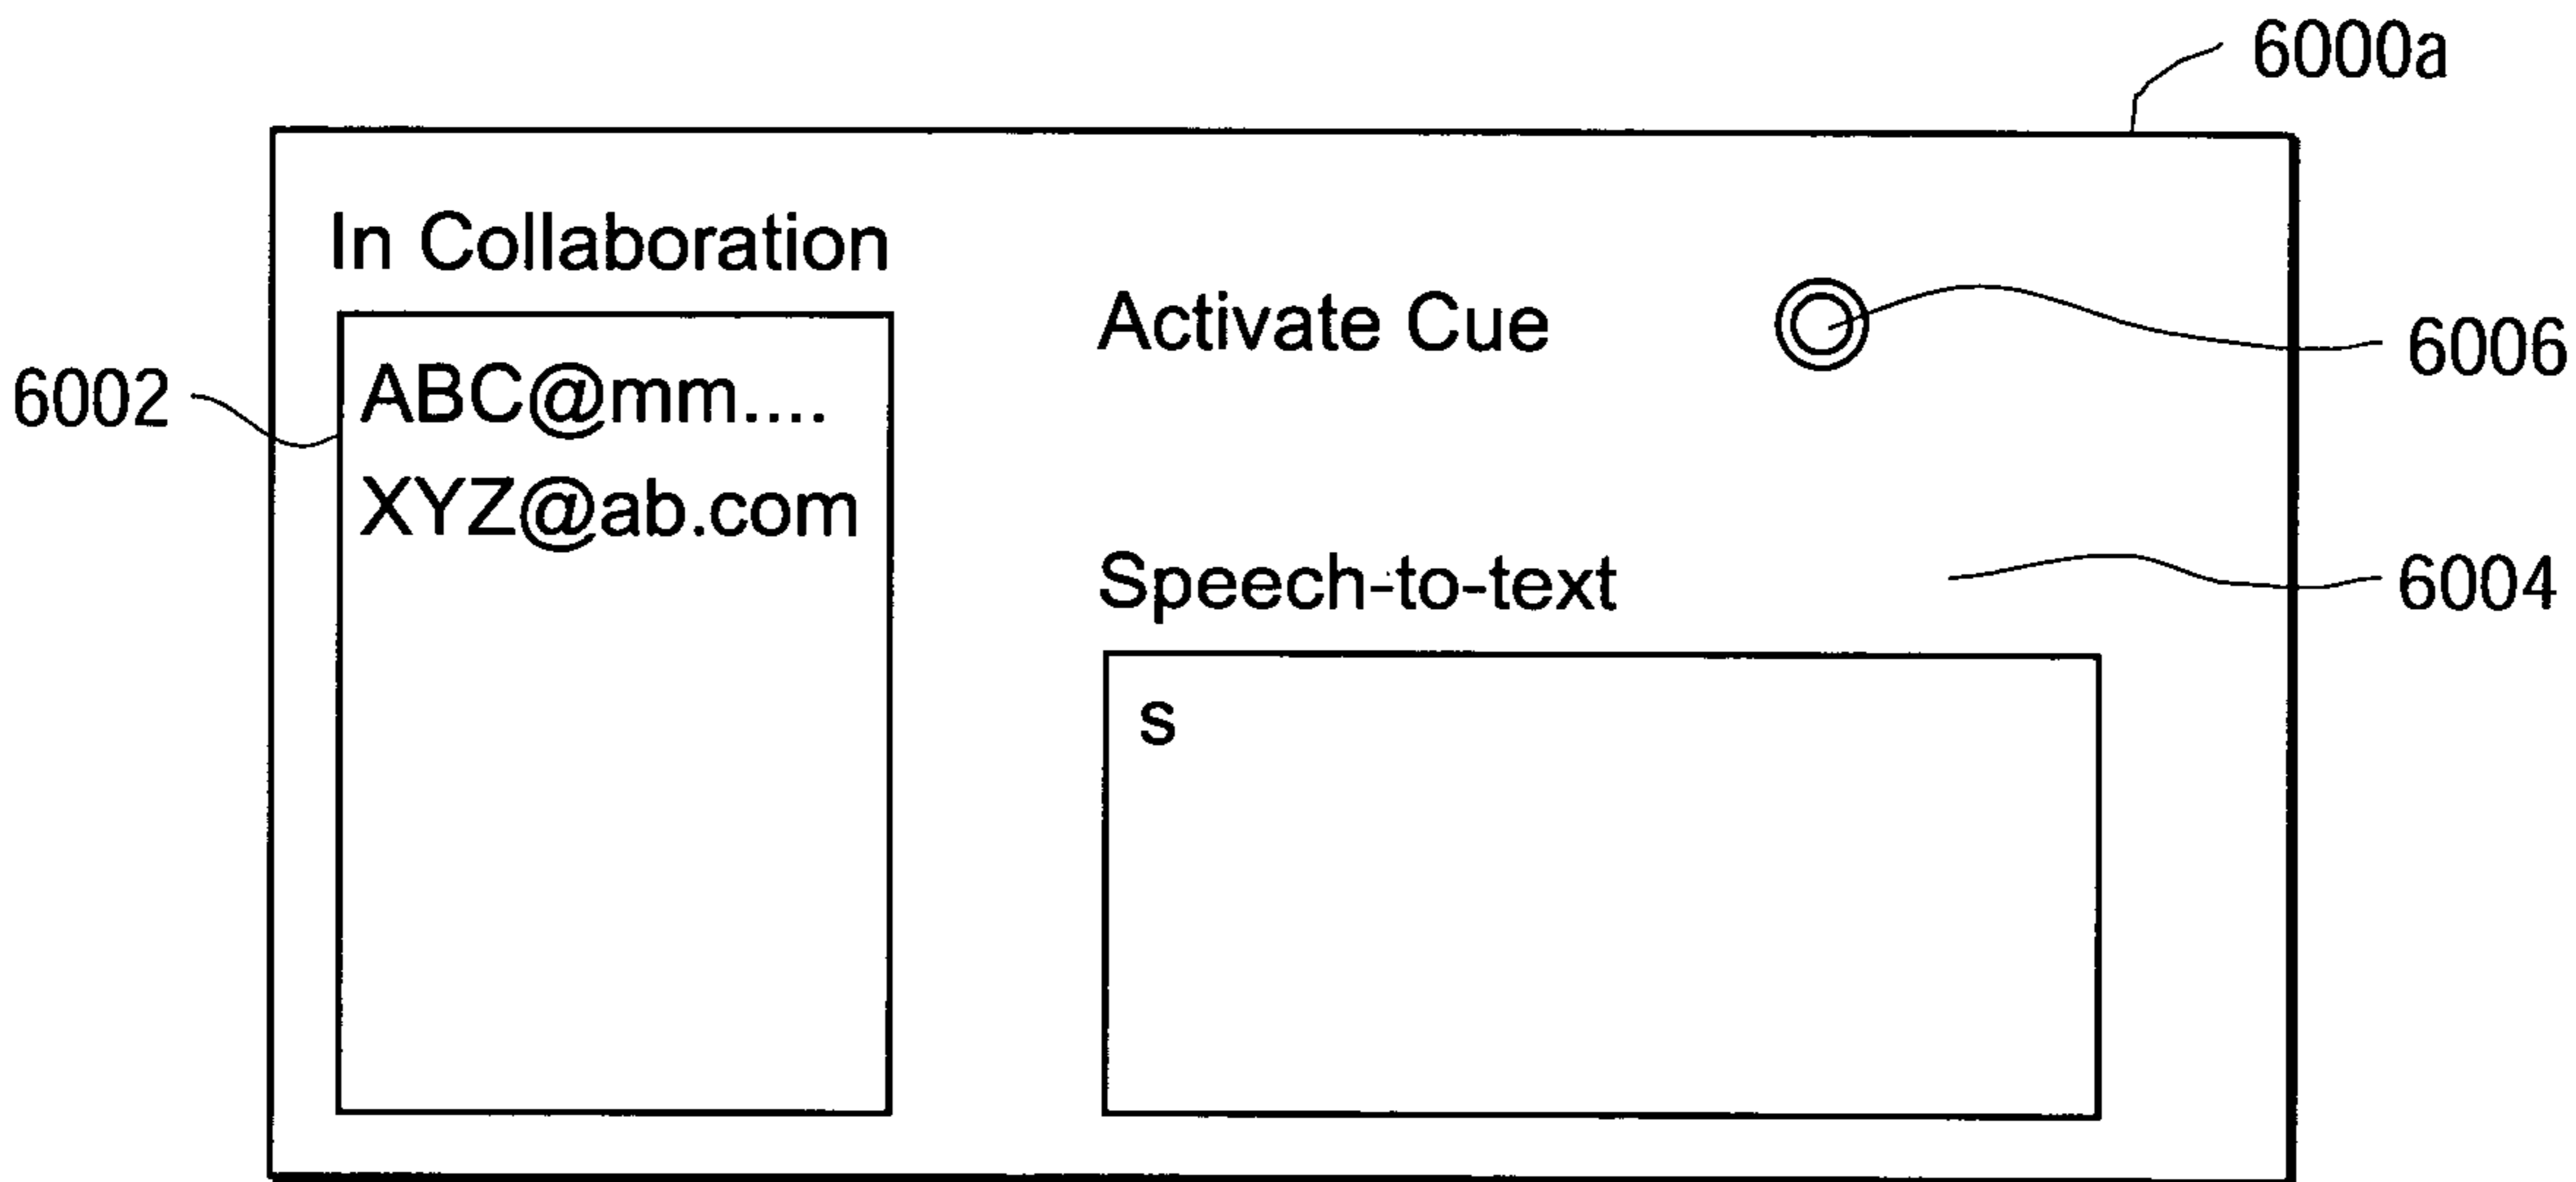 6000a
In Collaboration
Activate Cue
6006
6002
ABC@mm....
XYZ@ab.com
Speech-to-text
6004
s